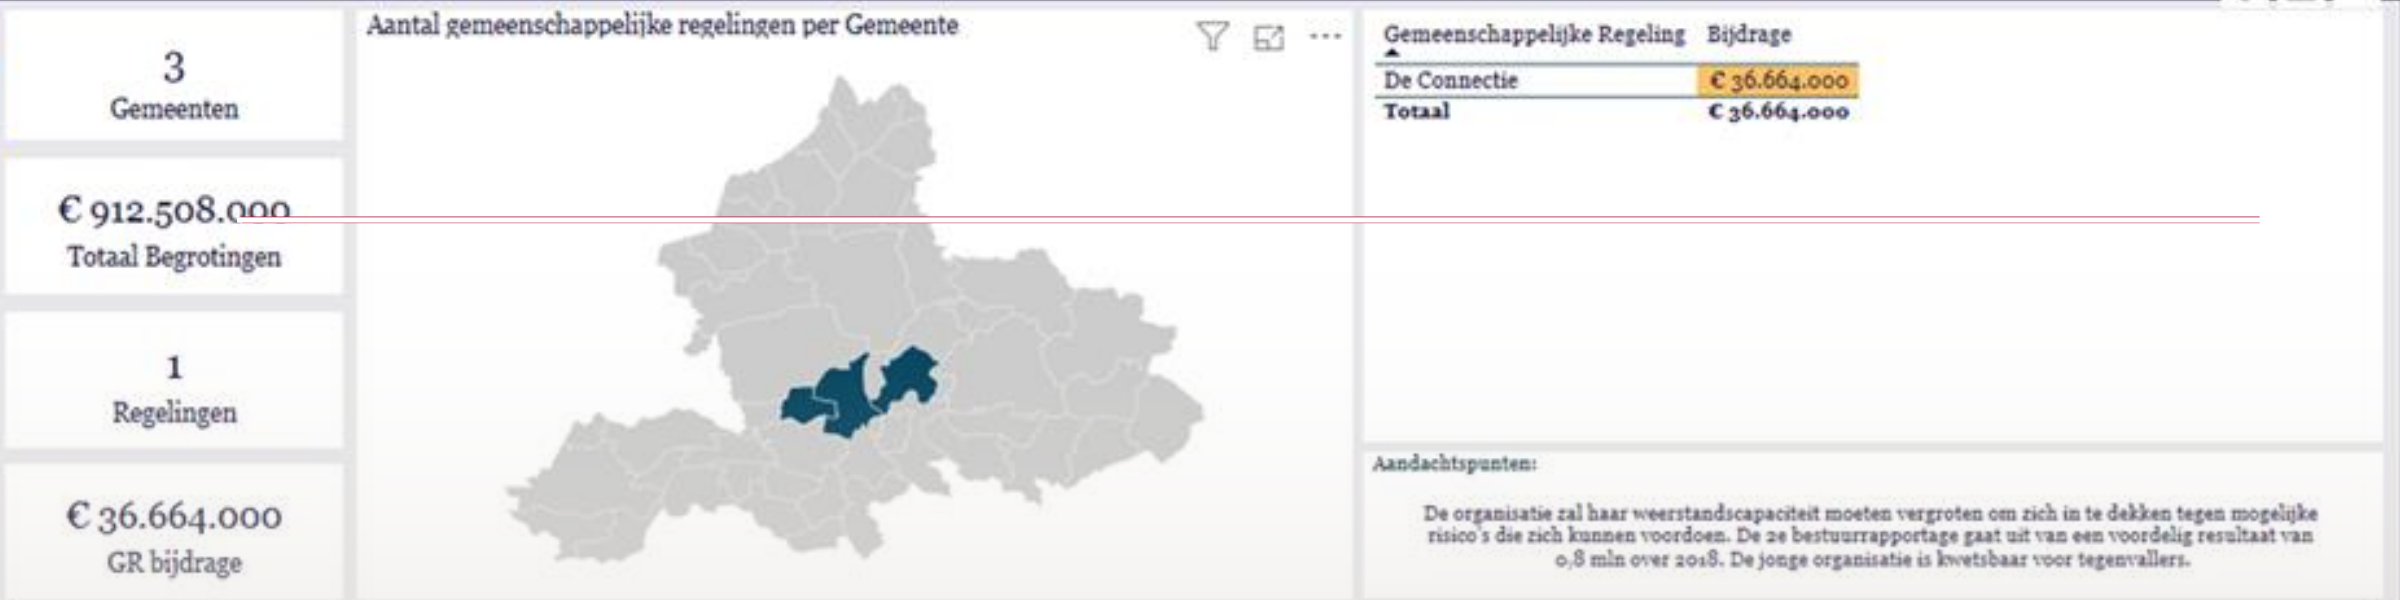 3
Gemeenten
€ 912.508.000
Totaal Begrotingen
1
Regelingen
€ 36.664.000
GR bijdrage
Aantal gemeenschappelijke regelingen per Gemeente
Gemeenschappelijke Regeling Bijdrage
De Connectie € 36.664.000
Totaal € 36.664.000
Aandachtspunten:
De organisatie zal haar weerstandscapaciteit moeten vergroten om zich in te dekken tegen mogelijke
risico's die zich kunnen voordoen. De 2e bestuurrapportage gaat uit van een voordelig resultaat van
0,8 mln over 2018. De jonge organisatie is kwetsbaar voor tegenvallers.